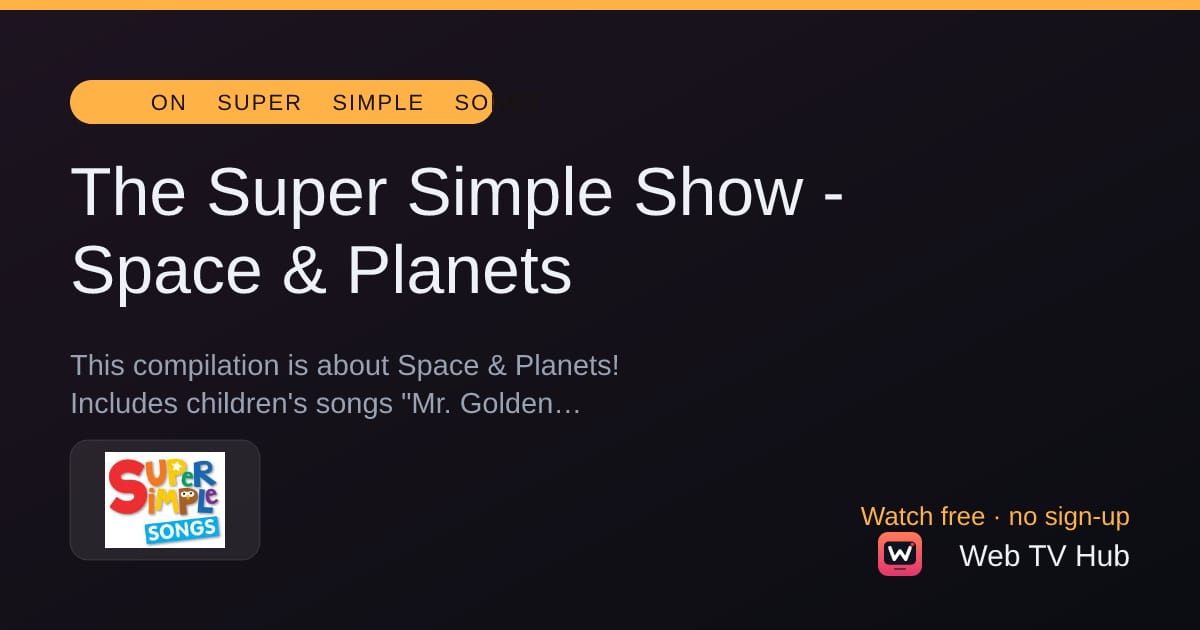 ON SUPER SIMPLE SONGS
The Super Simple Show -
Space & Planets
This compilation is about Space & Planets!
Includes children's songs "Mr. Golden…
SUPER
SiMPLe
SONGS
Watch free · no sign-up
W Web TV Hub